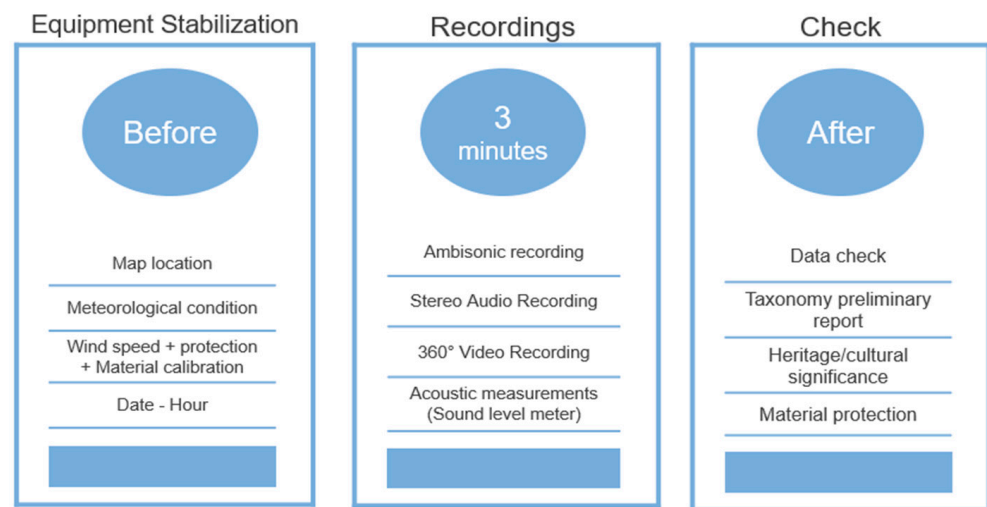 Equipment Stabilization
Before
Map location
Meteorological condition
Wind speed + protection
+ Material calibration
Date - Hour
Recordings
3
minutes
Ambisonic recording
Stereo Audio Recording
360° Video Recording
Acoustic measurements
(Sound level meter)
Check
After
Data check
Taxonomy preliminary
report
Heritage/cultural
significance
Material protection